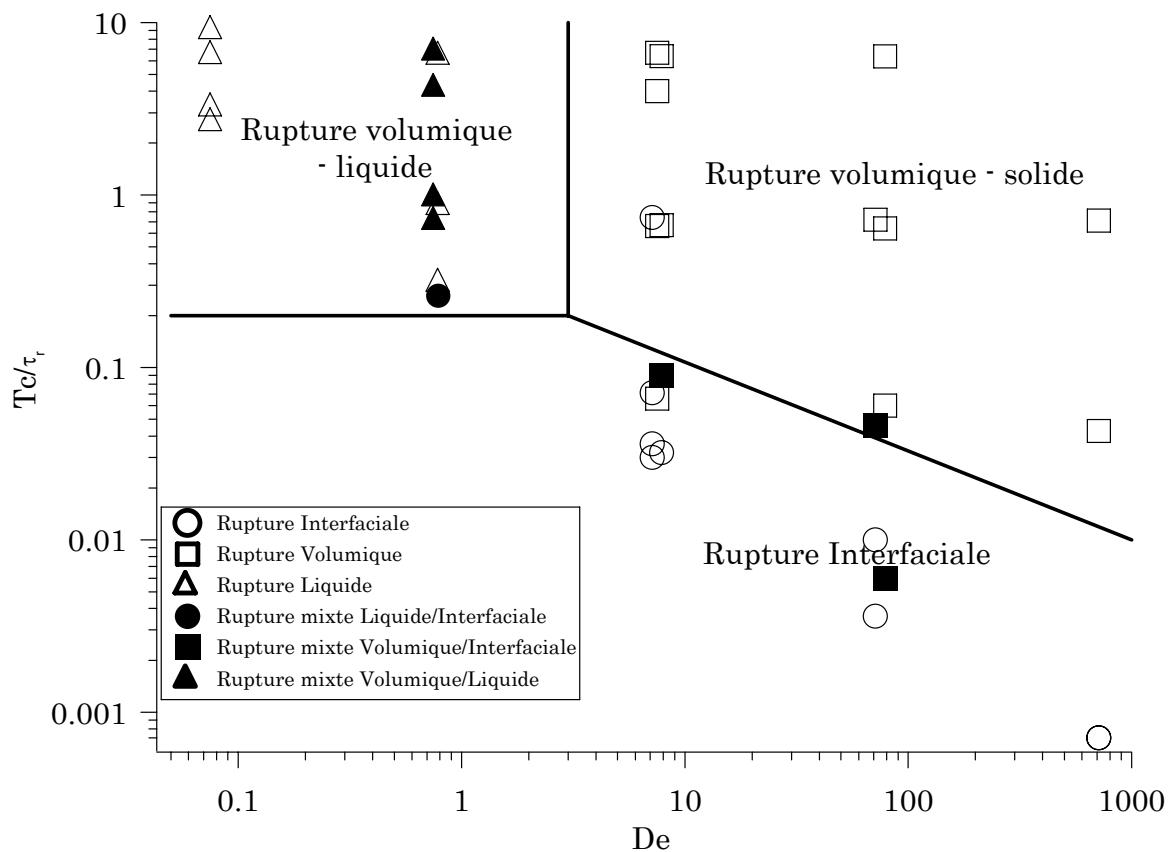 10
1
0.1
0.01
0.001
Tc/τr
Rupture volumique
- liquide
Rupture volumique - solide
Rupture Interfaciale
Rupture Interfaciale
Rupture Volumique
Rupture Liquide
Rupture mixte Liquide/Interfaciale
Rupture mixte Volumique/Interfaciale
Rupture mixte Volumique/Liquide
0.1
1
10
100
1000
De